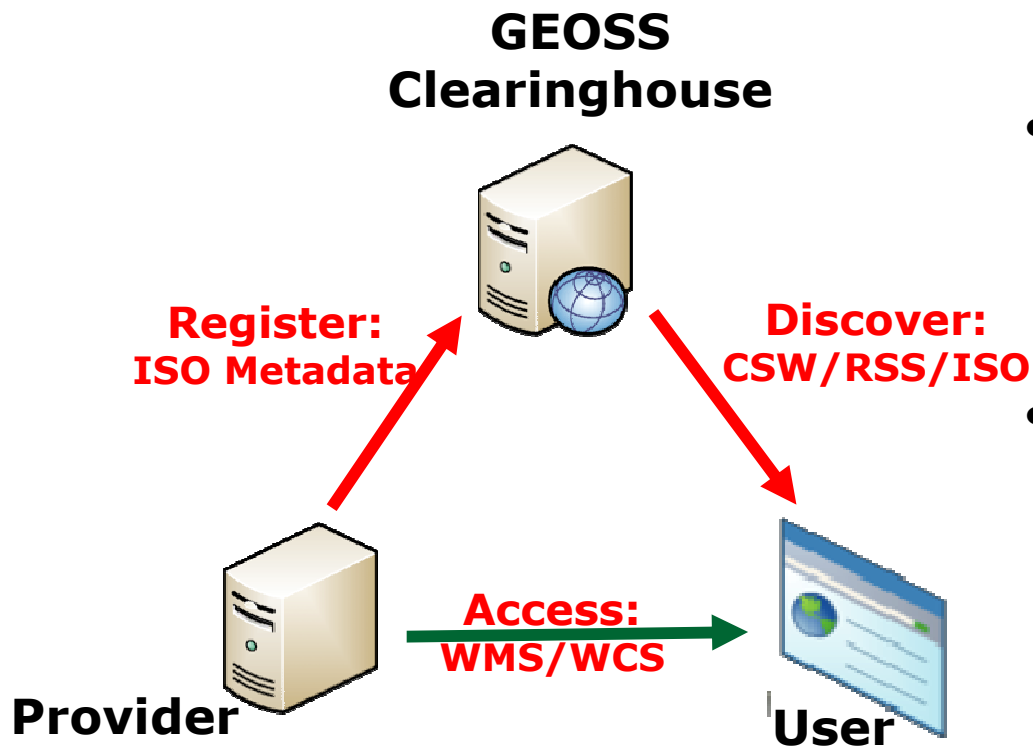 GEOSS
Clearinghouse
•
Register:
ISO Metadata
Discover:
CSW/RSS/ISO
•
Access:
WMS/WCS
Provider
User